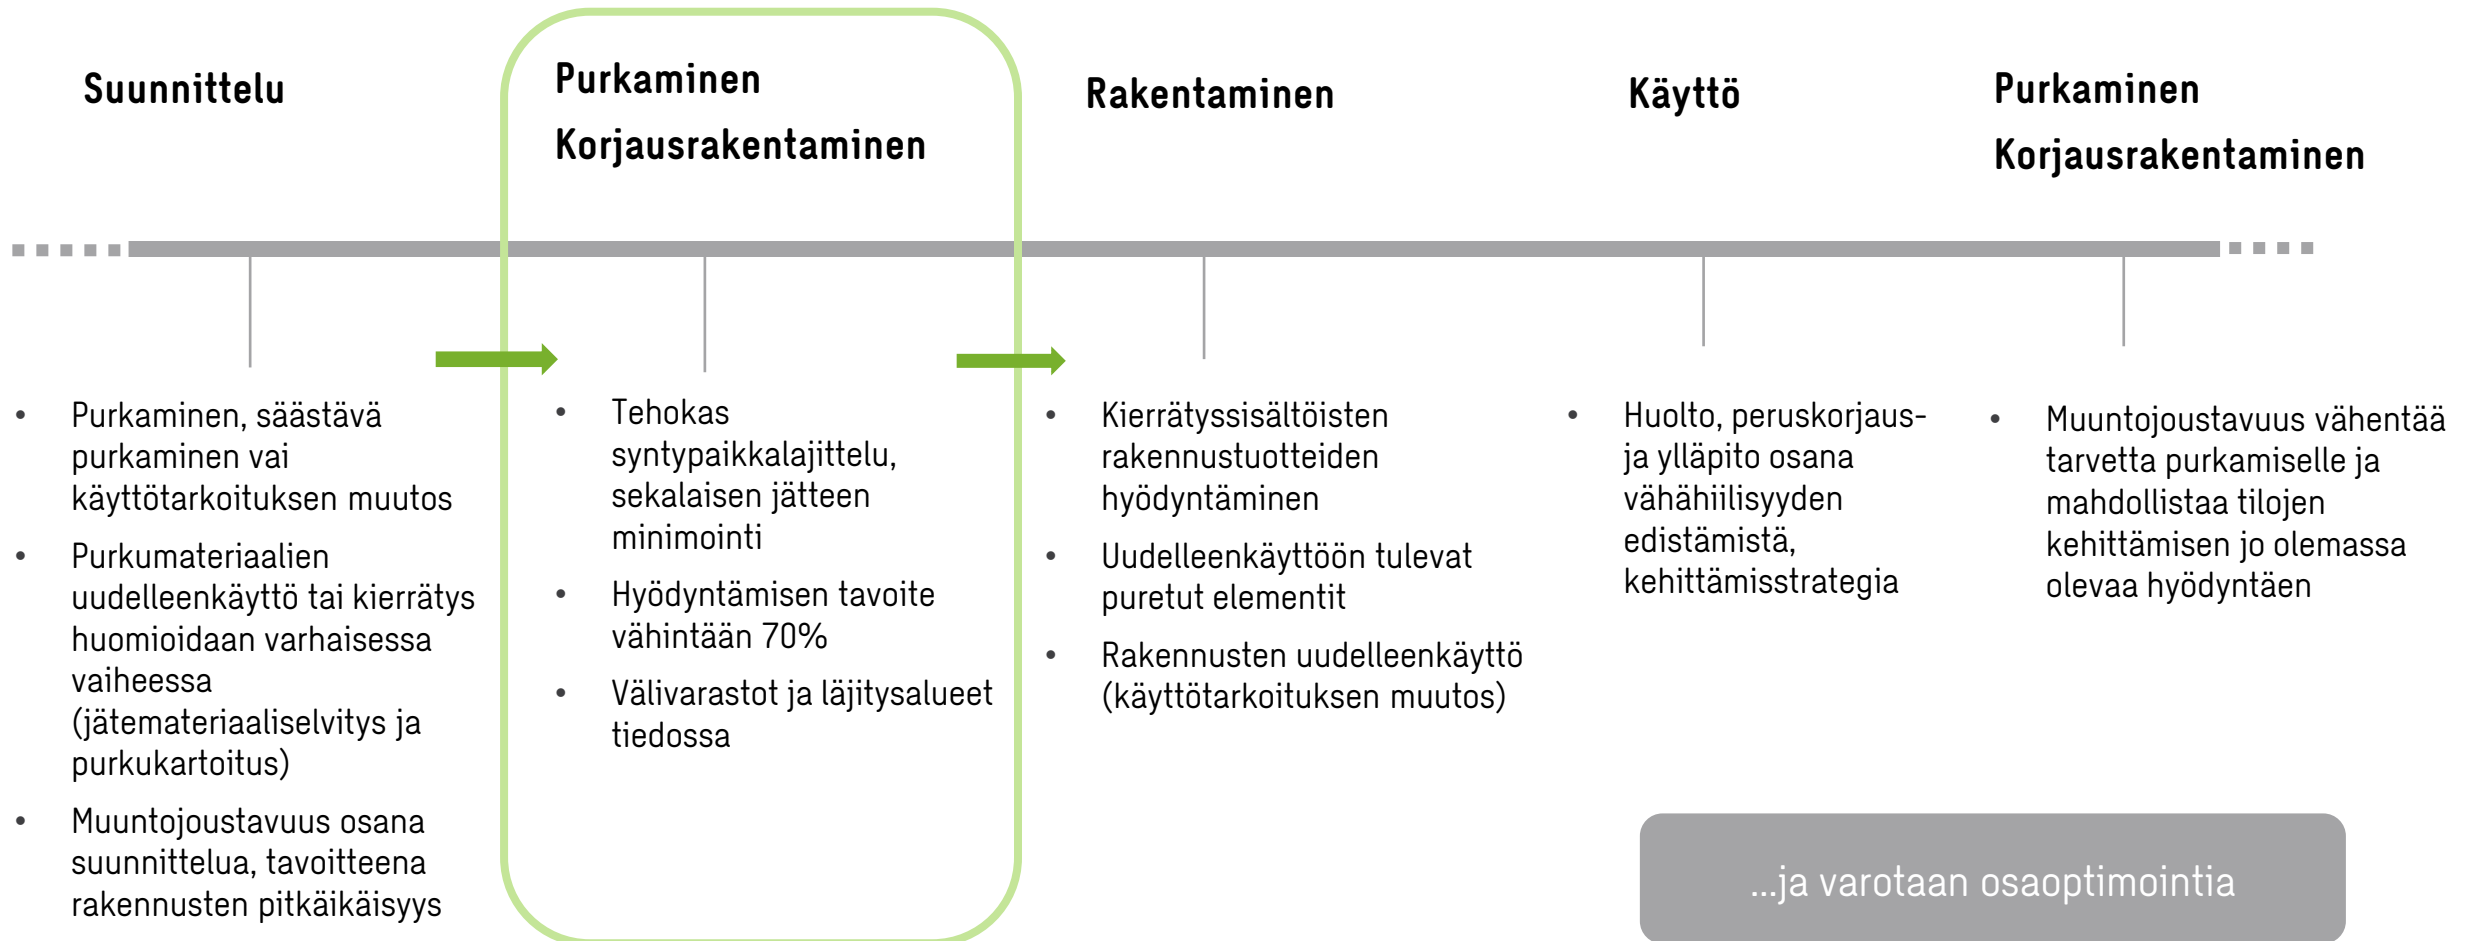 Suunnittelu
Purkaminen
Korjausrakentaminen
Rakentaminen
Käyttö
Purkaminen
Korjausrakentaminen
• Purkaminen, säästävä
purkaminen vai
käyttötarkoituksen muutos
• Purkumateriaalien
uudelleenkäyttö tai kierrätys
huomioidaan varhaisessa
vaiheessa
(jätemateriaaliselvitys ja
purkukartoitus)
• Muuntojoustavuus osana
suunnittelua, tavoitteena
rakennusten pitkäikäisyys
• Tehokas
syntypaikkalajittelu,
sekalaisen jätteen
minimointi
• Hyödyntämisen tavoite
vähintään 70%
• Välivarastot ja läjitysalueet
tiedossa
• Kierrätyssisältöisten
rakennustuotteiden
hyödyntäminen
• Uudelleenkäyttöön tulevat
puretut elementit
• Rakennusten uudelleenkäyttö
(käyttötarkoituksen muutos)
• Huolto, peruskorjaus-
ja ylläpito osana
vähähiilisyyden
edistämistä,
kehittämisstrategia
• Muuntojoustavuus vähentää
tarvetta purkamiselle ja
mahdollistaa tilojen
kehittämisen jo olemassa
olevaa hyödyntäen
...ja varotaan osaoptimointia